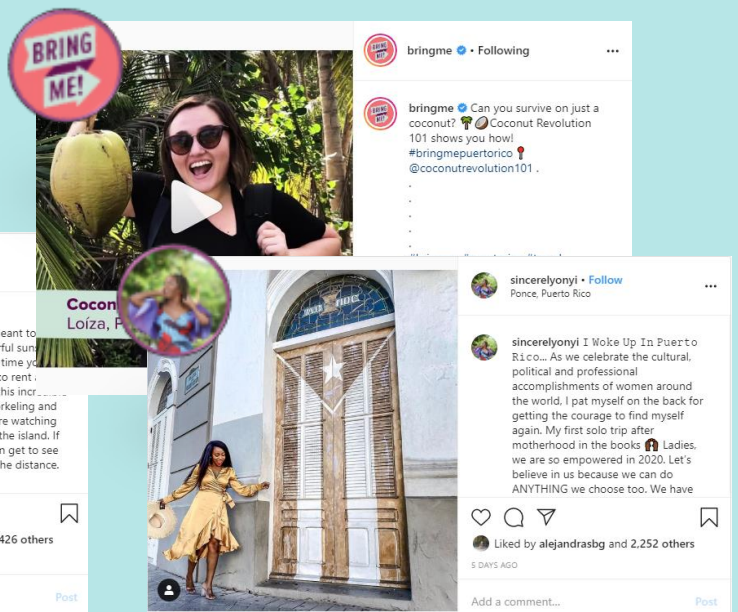 BRING
ME!
bringme • Following
bringme Can you survive on just a
coconut? 🌴🥥Coconut Revolution
101 shows you how!
#bringmepuertorico 📍
@coconutrevolution101 .
.
.
.
.
.
Cocon
Loíza, P
eant to
ful sun
time yo
to rent
his incr
rkeling and
re watching
the island. If
n get to see
he distance.
426 others
Post
sincerelyonyi • Follow
Ponce, Puerto Rico
sincerelyonyi I Woke Up In Puerto
Rico... As we celebrate the cultural,
political and professional
accomplishments of women around
the world, I pat myself on the back for
getting the courage to find myself
again. My first solo trip after
motherhood in the books 👩🏿 Ladies,
we are so empowered in 2020. Let's
believe in us because we can do
ANYTHING we choose too. We have
Liked by alejandrasbg and 2,252 others
5 DAYS AGO
Add a comment... Post